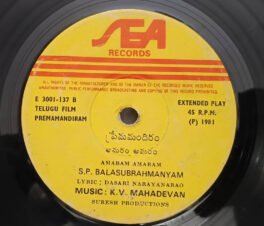 SEA
RECORDS
ALL RIGHTS OF THE MANUFACTURER AND OF THE OWNER OF THE RECORDED WORK RESERVED
UNAUTHORISED PUBLIC PERFORMANCE BROADCASTING AND COPYING OF THIS RECORD PROHIBITED
E 3001-137 B
TELUGU FILM
PREMAMANDIRAM
EXTENDED PLAY
45 R.P.M.
(P) 1981
ప్రేమమందిరం
అమరం అమరం
AMARAM AMARAM
S.P. BALASUBRAHMANYAM
LYRIC : DASARI NARAYANARAO
MUSIC : K.V. MAHADEVAN
SURESH PRODUCTIONS